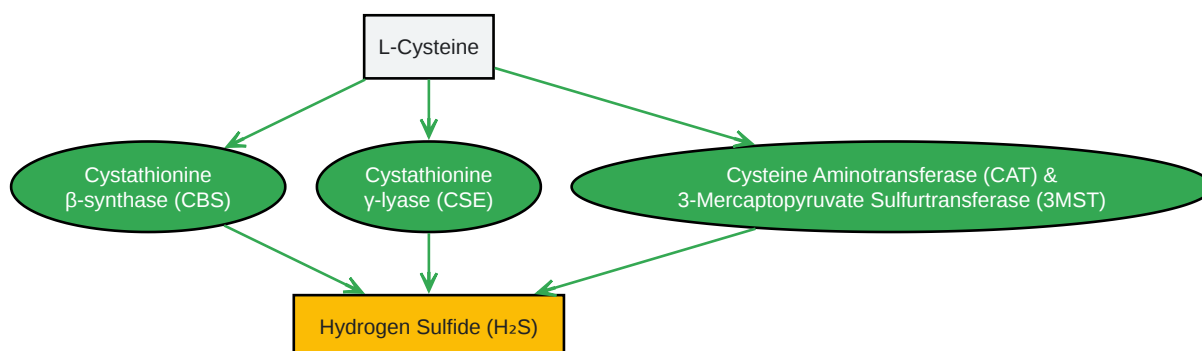 L-Cysteine
Cystathionine
β-synthase (CBS)
Cystathionine
γ-lyase (CSE)
Cysteine Aminotransferase (CAT) &
3-Mercaptopyruvate Sulfurtransferase (3MST)
Hydrogen Sulfide (H₂S)